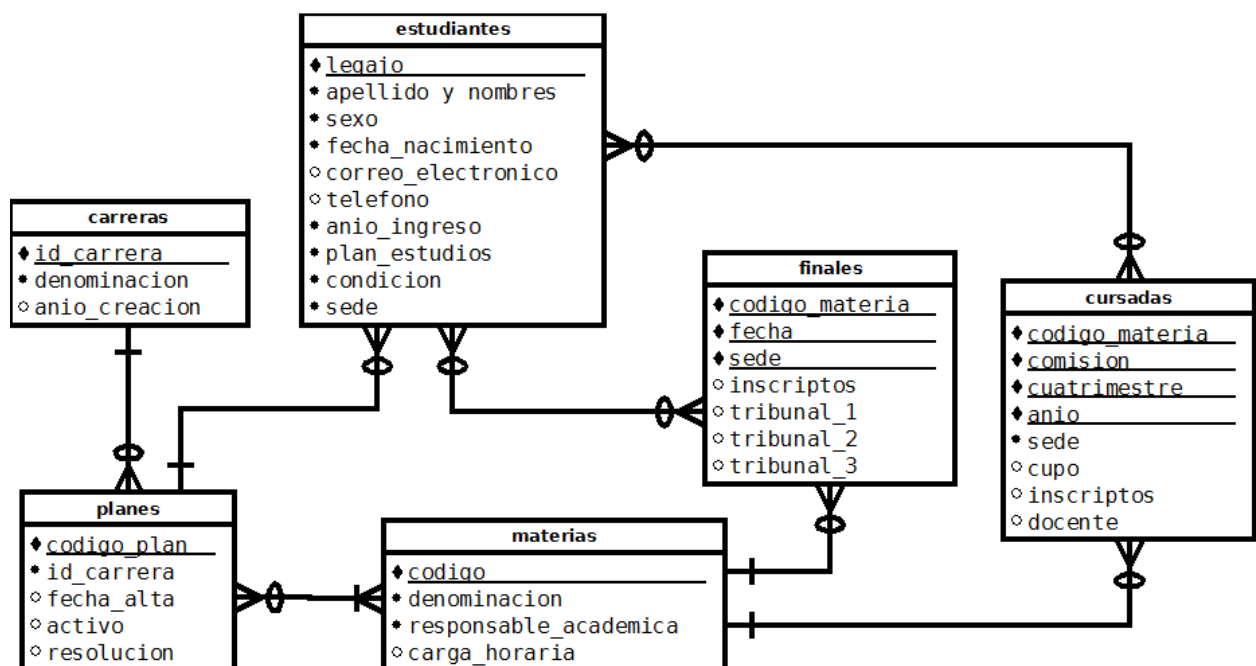 estudiantes
legajo
apellido y nombres
sexo
fecha_nacimiento
correo_electronico
telefono
anio_ingreso
plan_estudios
condicion
sede
carreras
id_carrera
denominacion
anio_creacion
finales
codigo_materia
fecha
sede
inscriptos
tribunal_1
tribunal_2
tribunal_3
cursadas
codigo_materia
comision
cuatrimestre
anio
sede
cupo
inscriptos
docente
planes
codigo_plan
id_carrera
fecha_alta
activo
resolucion
materias
codigo
denominacion
responsable_academica
carga_horaria